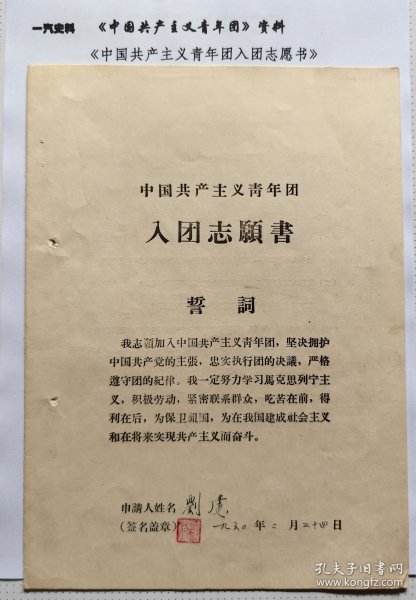 一汽史料 《中国共产主义青年团》资料
《中国共产主义青年团入团志愿书》
中国共产主义青年团
入团志願書
誓詞
我志願加入中国共产主义青年团，坚决拥护
中国共产党的主張，忠实执行团的决議，严格
遵守团的紀律。我一定努力学习馬克思列宁主
义，积极劳动，紧密联系群众，吃苦在前，得
利在后，为保卫祖国，为在我国建成社会主义
和在将来实现共产主义而奋斗。
申請人姓名 劉
(签名盖章) 一九 年二月二十四日
孔夫子旧书网
www.kongfz.com